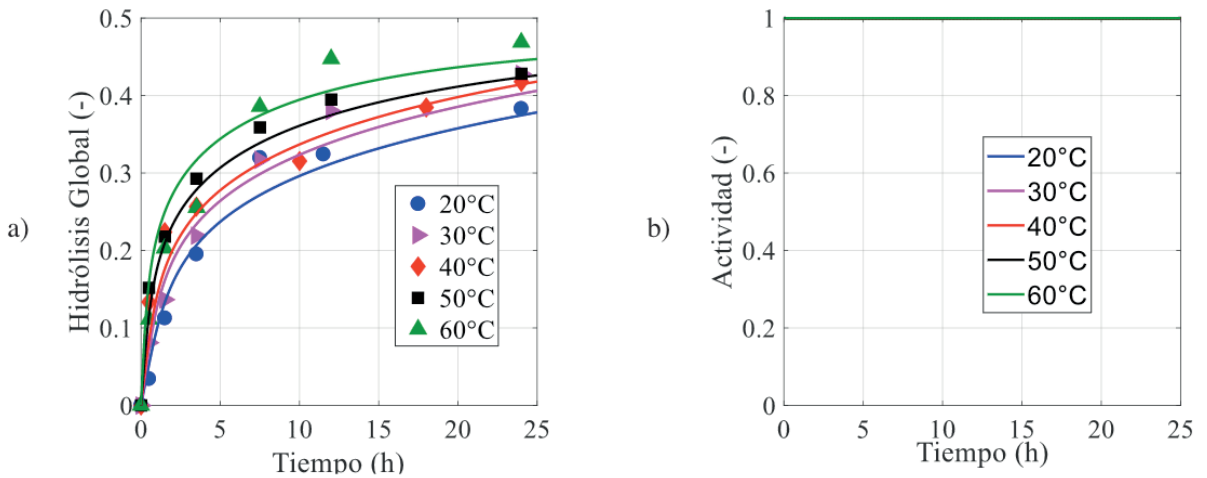 a)
Hidrólisis Global (-)
0.5
0.4
0.3
0.2
0.1
0
0 5 10 15 20 25
Tiempo (h)
20°C
30°C
40°C
50°C
60°C
b)
Actividad (-)
1
0.8
0.6
0.4
0.2
0
0 5 10 15 20 25
Tiempo (h)
20°C
30°C
40°C
50°C
60°C